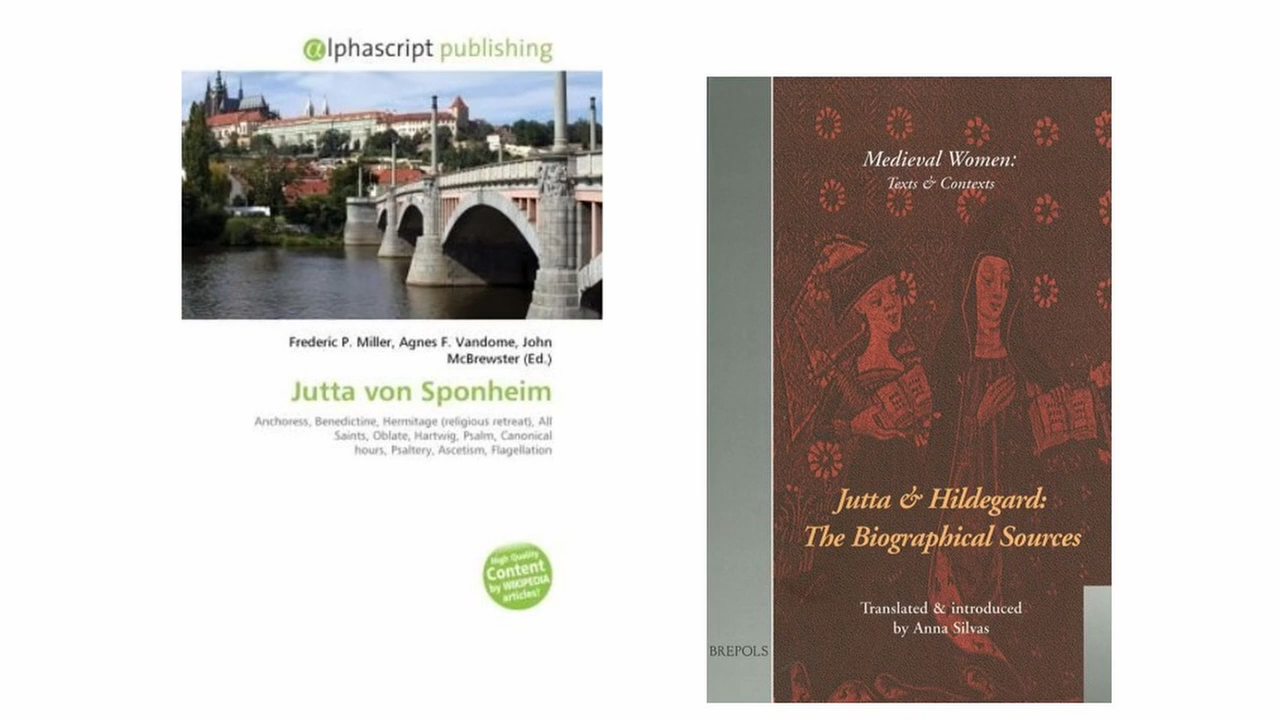 @lphascript publishing
Frederic P. Miller, Agnes F. Vandome, John
McBrewster (Ed.)
Jutta von Sponheim
Anchoress, Benedictine, Hermitage (religious retreat), All
Saints, Oblate, Hartwig, Psalm, Canonical
hours, Psaltery, Ascetism, Flagellation
High Quality
Content
by WIKIPEDIA
articles!
Medieval Women:
Texts & Contexts
Jutta & Hildegard:
The Biographical Sources
Translated & introduced
by Anna Silvas
BREPOLS